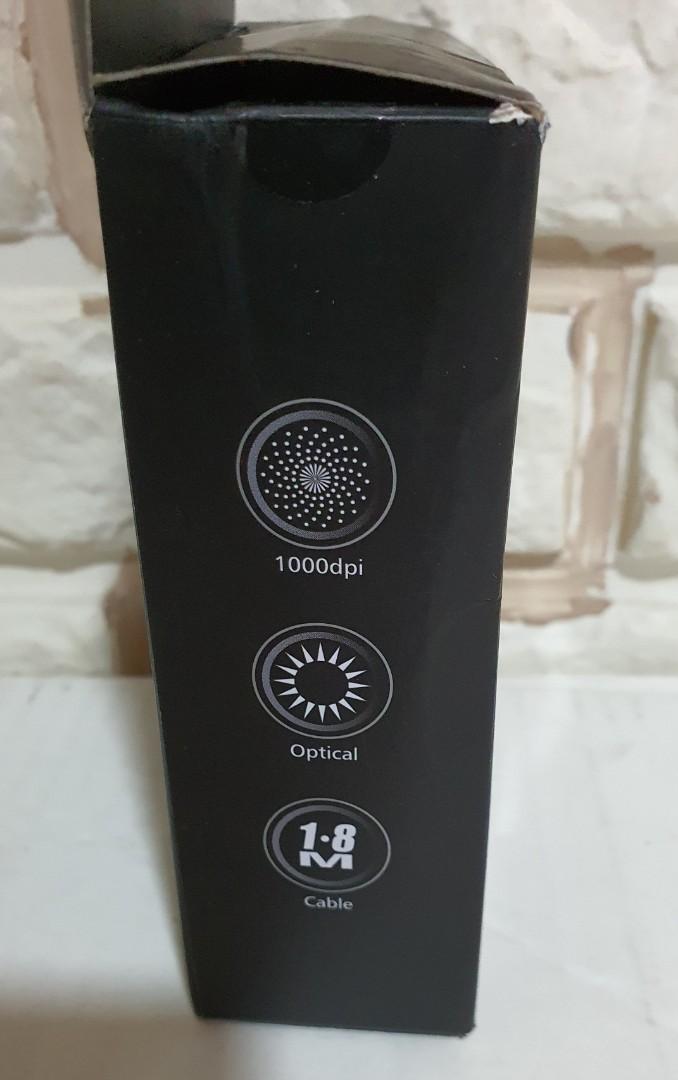 1000dpi
Optical
1·8
M
Cable